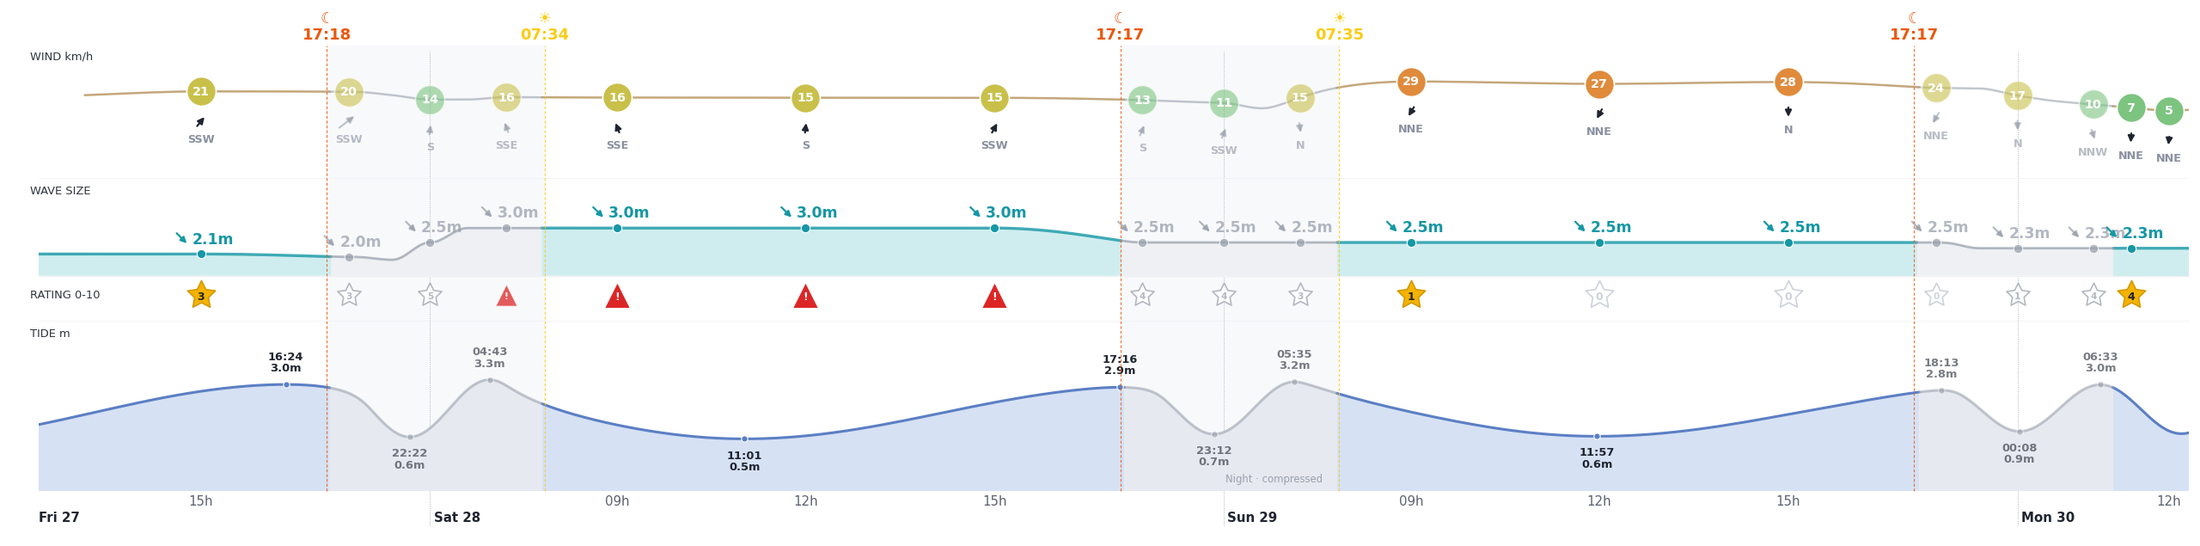 17:18 07:34 17:17 07:35 17:17
WIND km/h
21 20 14 16 16 15 15 13 11 15 29 27 28 24 17 10 7 5
SSW SSW S SSE SSE S SSW S SSW N NNE NNE N NNE N NNW NNE NNE
WAVE SIZE
2.1m 2.0m 2.5m 3.0m 3.0m 3.0m 3.0m 2.5m 2.5m 2.5m 2.5m 2.5m 2.5m 2.5m 2.3m 2.3m 2.3m
RATING 0-10
3 3 5 ! ! ! ! 4 4 3 1 0 0 0 1 4 4
TIDE m
16:24
3.0m
22:22
0.6m
04:43
3.3m
11:01
0.5m
17:16
2.9m
23:12
0.7m
05:35
3.2m
11:57
0.6m
18:13
2.8m
00:08
0.9m
06:33
3.0m
Night · compressed
15h 09h 12h 15h 09h 12h 15h 12h
Fri 27 Sat 28 Sun 29 Mon 30